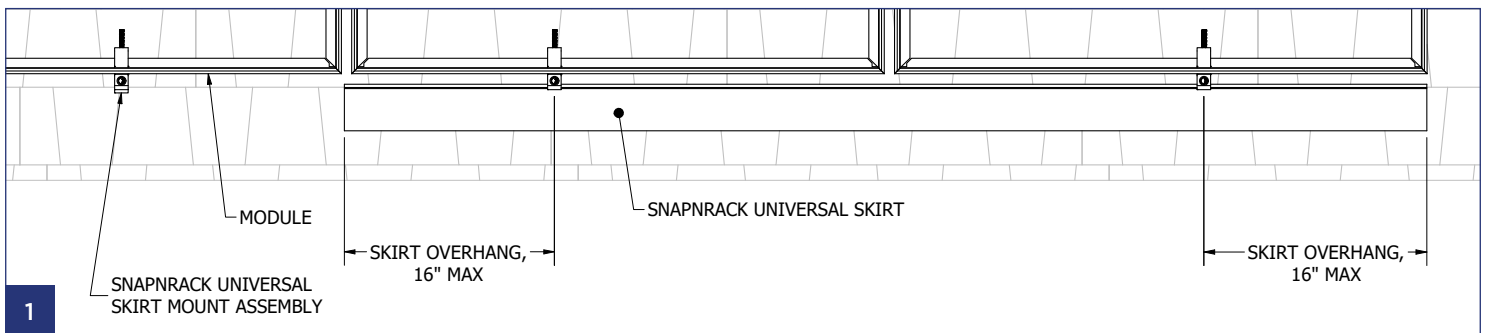 MODULE
SNAPNRACK UNIVERSAL SKIRT
SKIRT OVERHANG,
16" MAX
SKIRT OVERHANG,
16" MAX
SNAPNRACK UNIVERSAL
SKIRT MOUNT ASSEMBLY
1